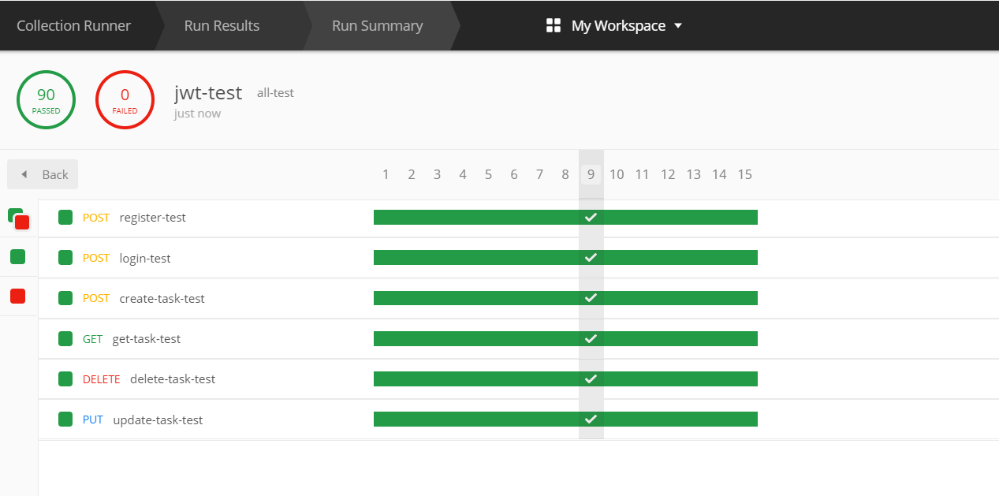 Collection Runner Run Results Run Summary My Workspace
90 PASSED
0 FAILED
jwt-test all-test
just now
Back
1 2 3 4 5 6 7 8 9 10 11 12 13 14 15
POST register-test
POST login-test
POST create-task-test
GET get-task-test
DELETE delete-task-test
PUT update-task-test